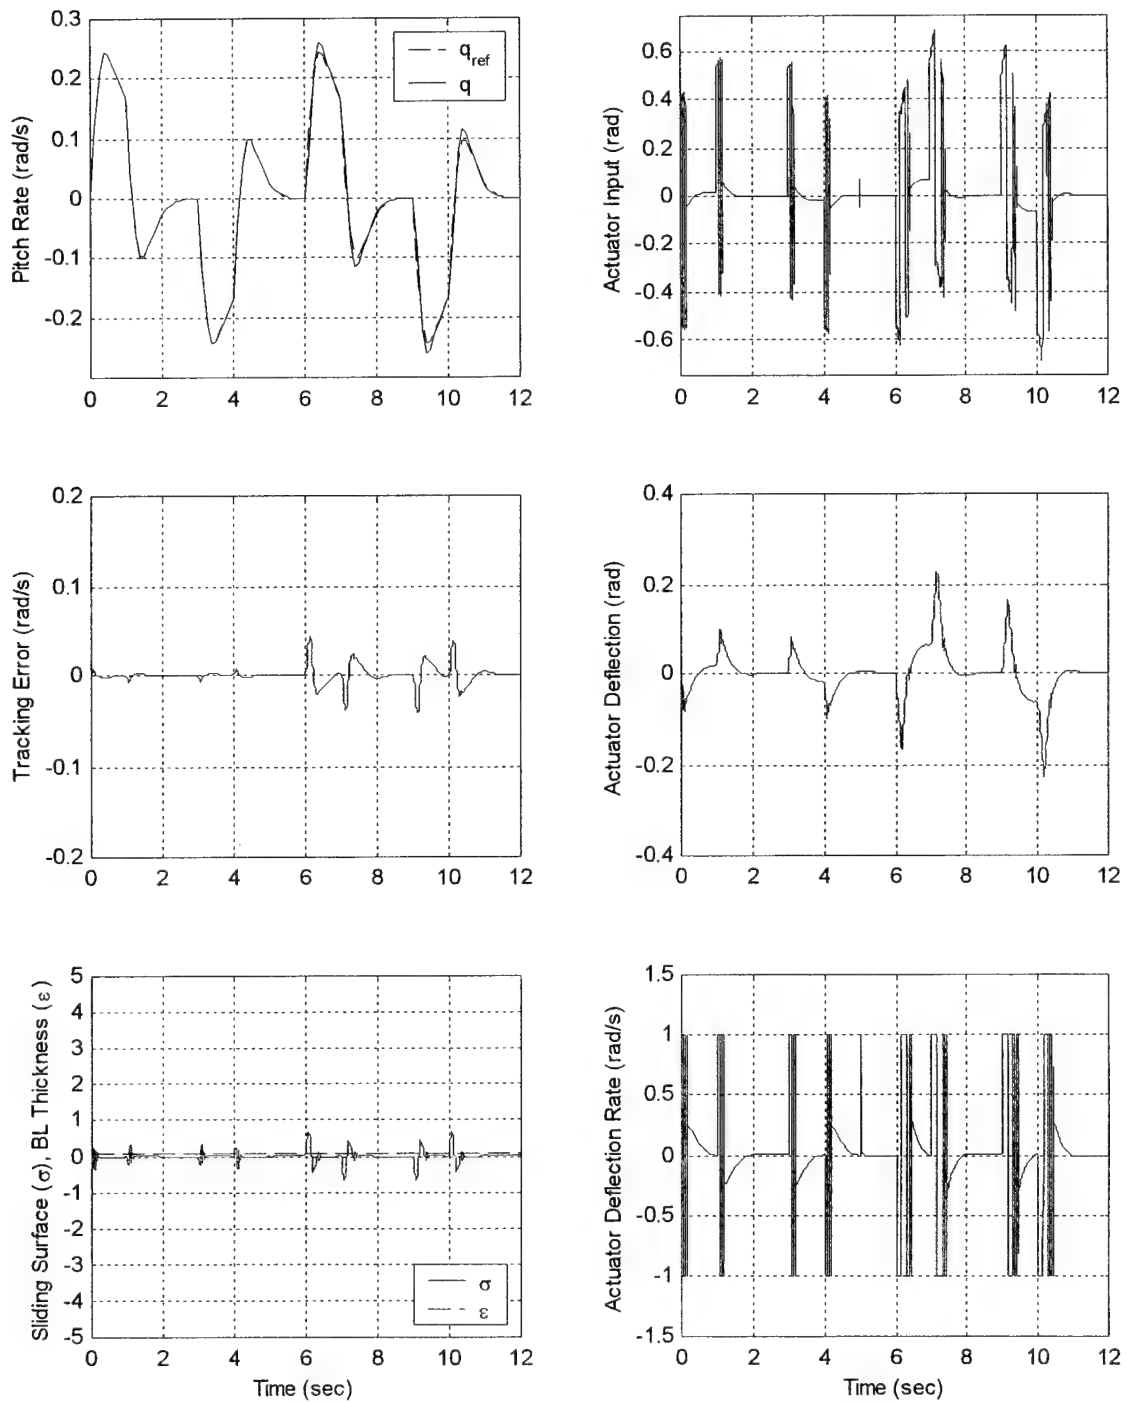 Pitch Rate (rad/s)
0.3
0.2
0.1
0
-0.1
-0.2
0 2 4 6 8 10 12
q_ref
q
Actuator Input (rad)
0.6
0.4
0.2
0
-0.2
-0.4
-0.6
0 2 4 6 8 10 12
Tracking Error (rad/s)
0.2
0.1
0
-0.1
-0.2
0 2 4 6 8 10 12
Actuator Deflection (rad)
0.4
0.2
0
-0.2
-0.4
0 2 4 6 8 10 12
Sliding Surface (σ), BL Thickness (ε)
5
4
3
2
1
0
-1
-2
-3
-4
-5
0 2 4 6 8 10 12
σ
ε
Time (sec)
Actuator Deflection Rate (rad/s)
1.5
1
0.5
0
-0.5
-1
-1.5
0 2 4 6 8 10 12
Time (sec)